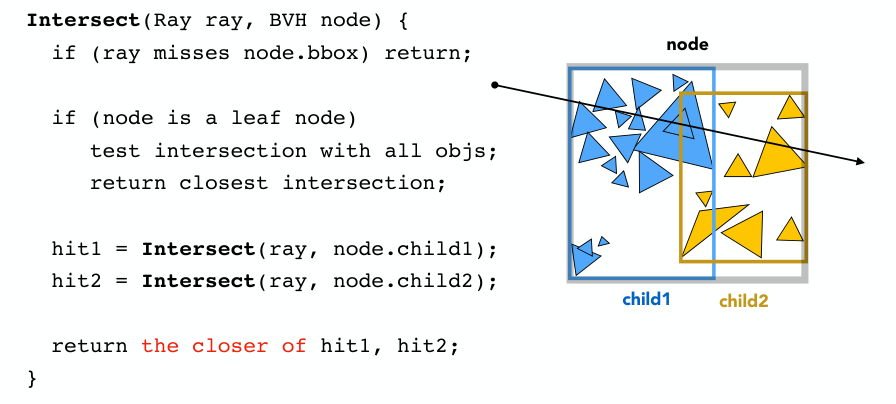 Intersect(Ray ray, BVH node) {
if (ray misses node.bbox) return;
if (node is a leaf node)
test intersection with all objs;
return closest intersection;
hit1 = Intersect(ray, node.child1);
hit2 = Intersect(ray, node.child2);
return the closer of hit1, hit2;
}
node
child1
child2